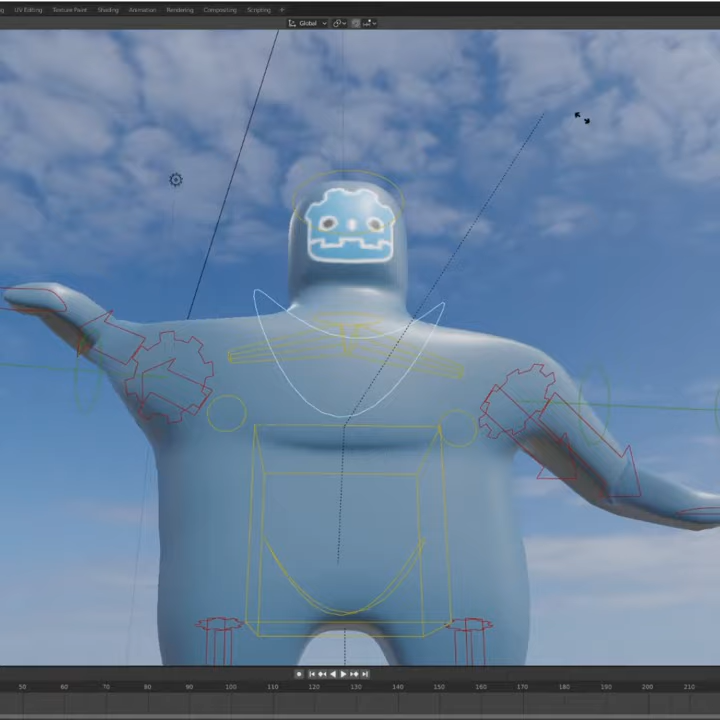 UV Editing Texture Paint Shading Animation Rendering Compositing Scripting +
Global
50 60 70 80 90 100 110 120 130 140 150 160 170 180 190 200 210